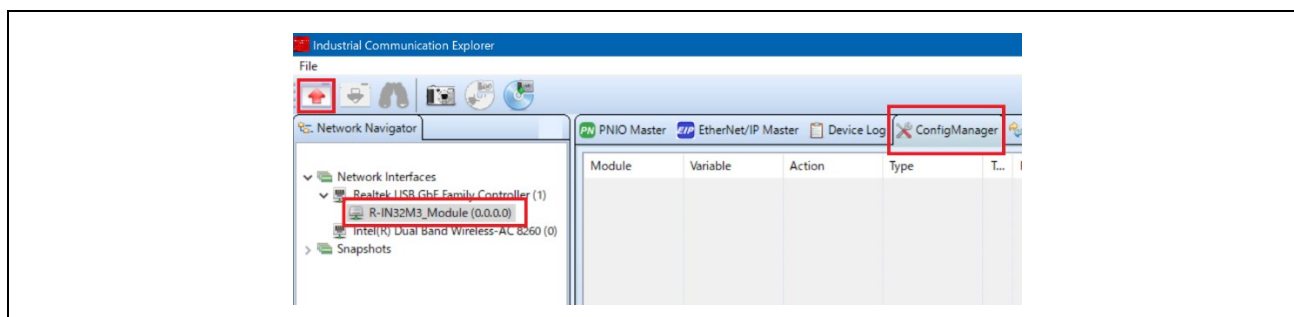 Industrial Communication Explorer
File
Network Navigator
PNIO Master EtherNet/IP Master Device Log ConfigManager
Module Variable Action Type T...
Network Interfaces
Realtek USB GbE Family Controller (1)
R-IN32M3_Module (0.0.0.0)
Intel(R) Dual Band Wireless-AC 8260 (0)
Snapshots